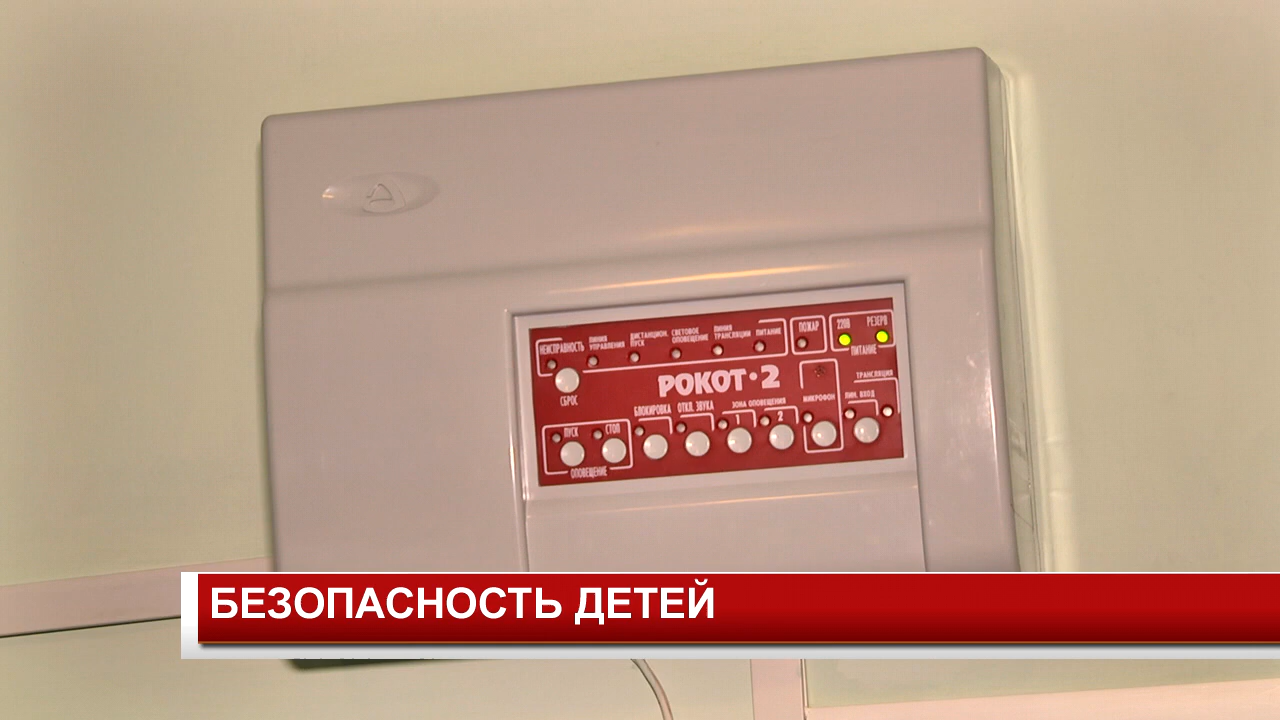 НЕИСПРАВНОСТЬ
ЛИНИЯ УПРАВЛЕНИЯ
ДИСТАНЦИОН. ПУСК
СВЕТОВОЕ ОПОВЕЩЕНИЕ
ЛИНИЯ ТРАНСЛЯЦИИ
ПИТАНИЕ
ПОЖАР
220В
РЕЗЕРВ
ПИТАНИЕ
СБРОС
РОКОТ·2
ТРАНСЛЯЦИЯ
ПУСК
СТОП
БЛОКИРОВКА
ОТКЛ. ЗВУКА
ЗОНА ОПОВЕЩЕНИЯ
1
2
МИКРОФОН
ЛИН. ВХОД
ОПОВЕЩЕНИЕ
БЕЗОПАСНОСТЬ ДЕТЕЙ